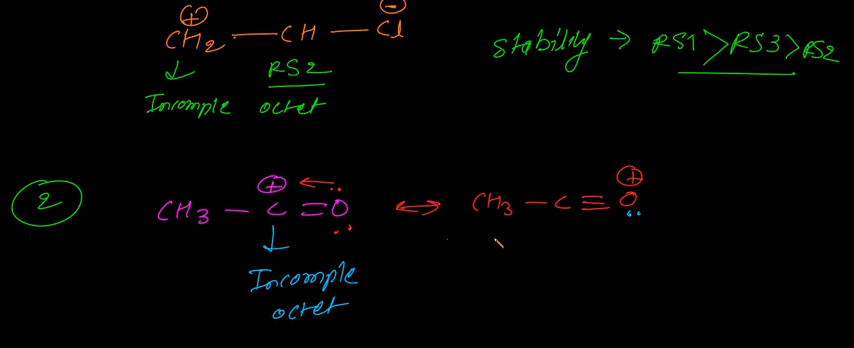 ⊕ ⊖
CH2 — CH — Cl
stability → RS1 > RS3 > RS2
↓ RS2
Incomple octet
2
⊕ ← ⊕
CH3 — C = O ↔ CH3 — C ≡ O
↓
Incomple
octet